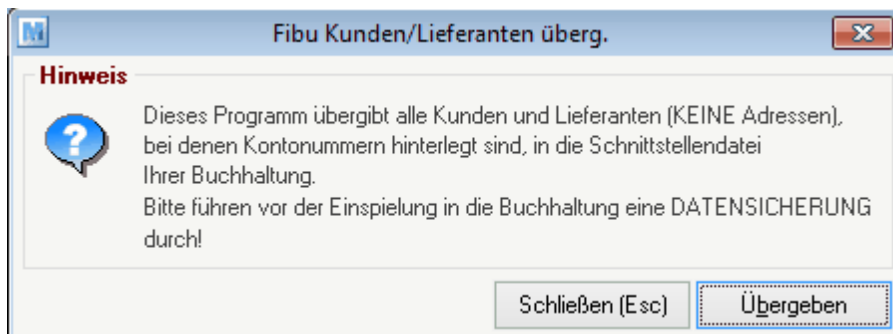 Fibu Kunden/Lieferanten überg.
Hinweis
Dieses Programm übergibt alle Kunden und Lieferanten (KEINE Adressen),
bei denen Kontonummern hinterlegt sind, in die Schnittstellendatei
Ihrer Buchhaltung.
Bitte führen vor der Einspielung in die Buchhaltung eine DATENSICHERUNG
durch!
Schließen (Esc)
Übergeben